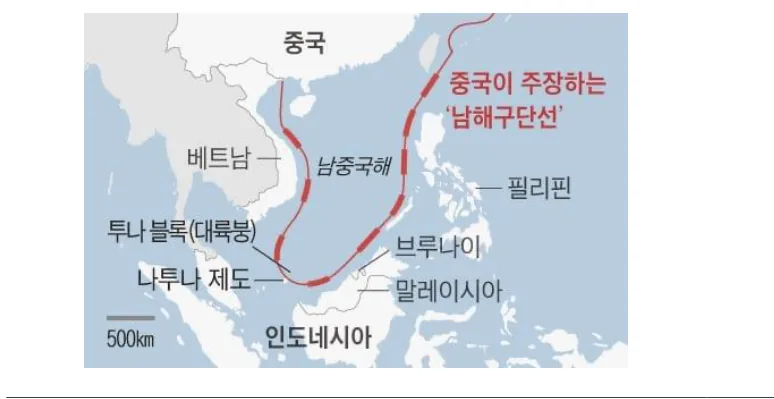 중국
중국이 주장하는
‘남해구단선’
베트남
남중국해
필리핀
투나 블록(대륙붕)
브루나이
나투나 제도
말레이시아
500km
인도네시아